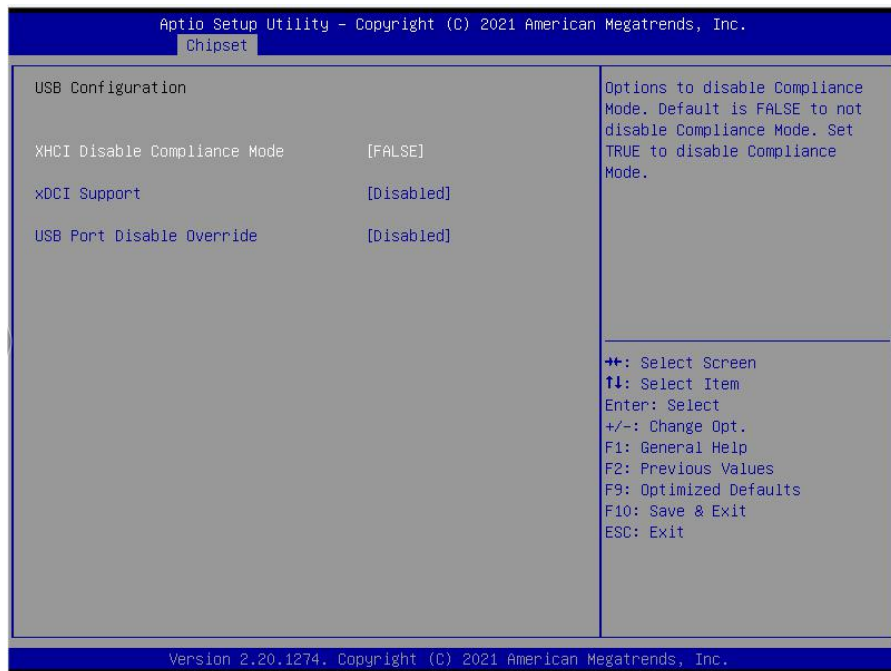 Aptio Setup Utility – Copyright (C) 2021 American Megatrends, Inc.
Chipset
USB Configuration
XHCI Disable Compliance Mode [FALSE]
xDCI Support [Disabled]
USB Port Disable Override [Disabled]
Options to disable Compliance
Mode. Default is FALSE to not
disable Compliance Mode. Set
TRUE to disable Compliance
Mode.
→←: Select Screen
↑↓: Select Item
Enter: Select
+/-: Change Opt.
F1: General Help
F2: Previous Values
F9: Optimized Defaults
F10: Save & Exit
ESC: Exit
Version 2.20.1274. Copyright (C) 2021 American Megatrends, Inc.